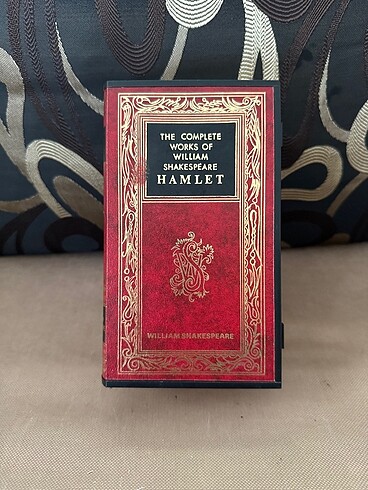 THE COMPLETE
WORKS OF
WILLIAM
SHAKESPEARE
HAMLET
WILLIAM SHAKESPEARE